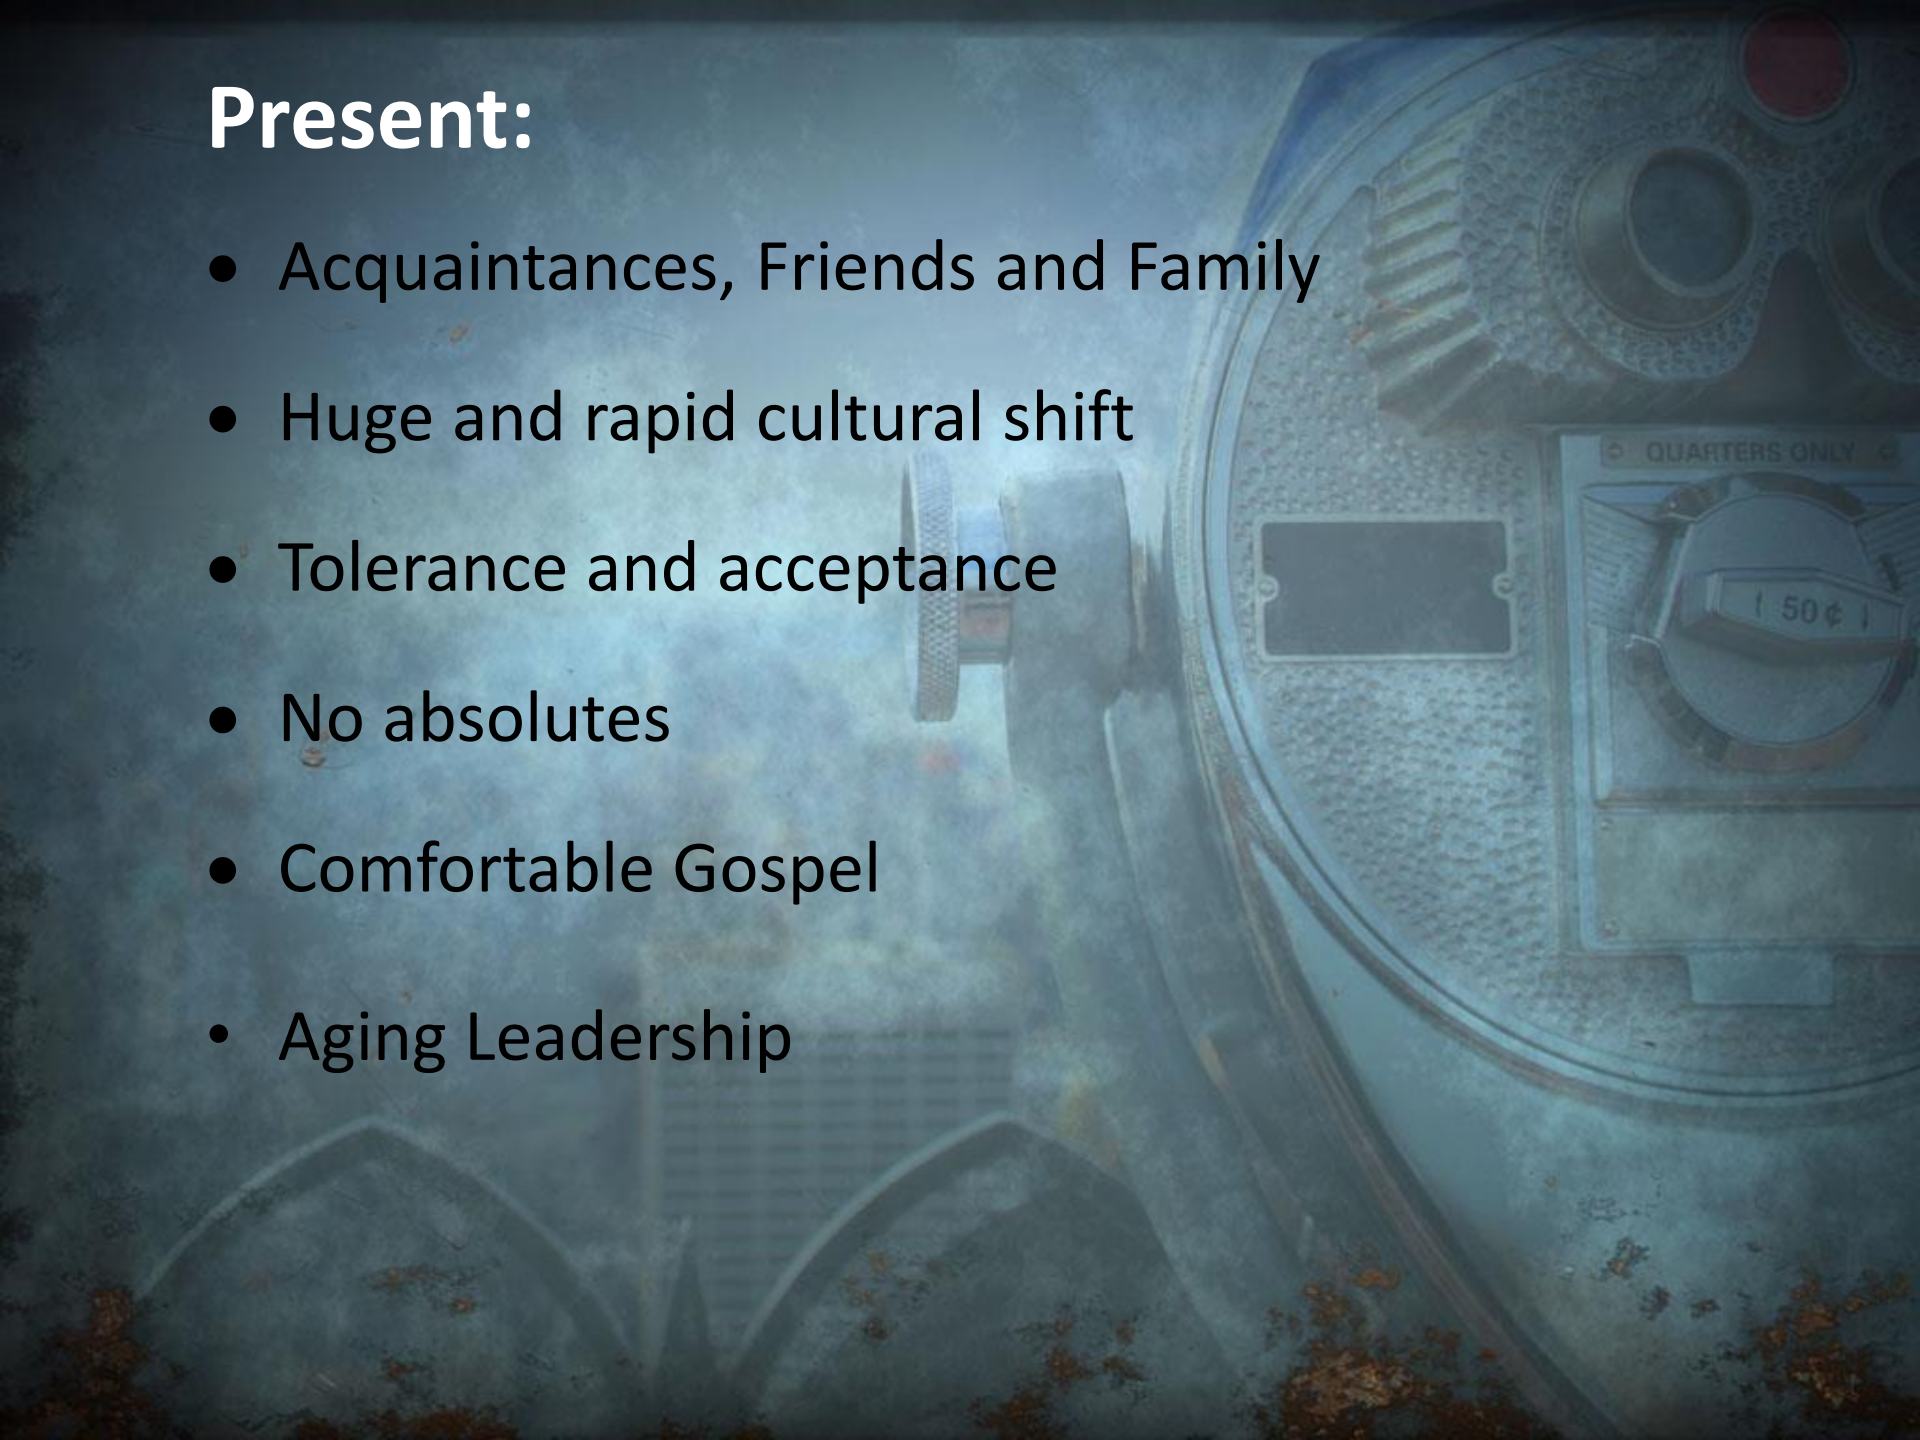 Present:
• Acquaintances, Friends and Family
• Huge and rapid cultural shift
• Tolerance and acceptance
• No absolutes
• Comfortable Gospel
• Aging Leadership
QUARTERS ONLY
50¢